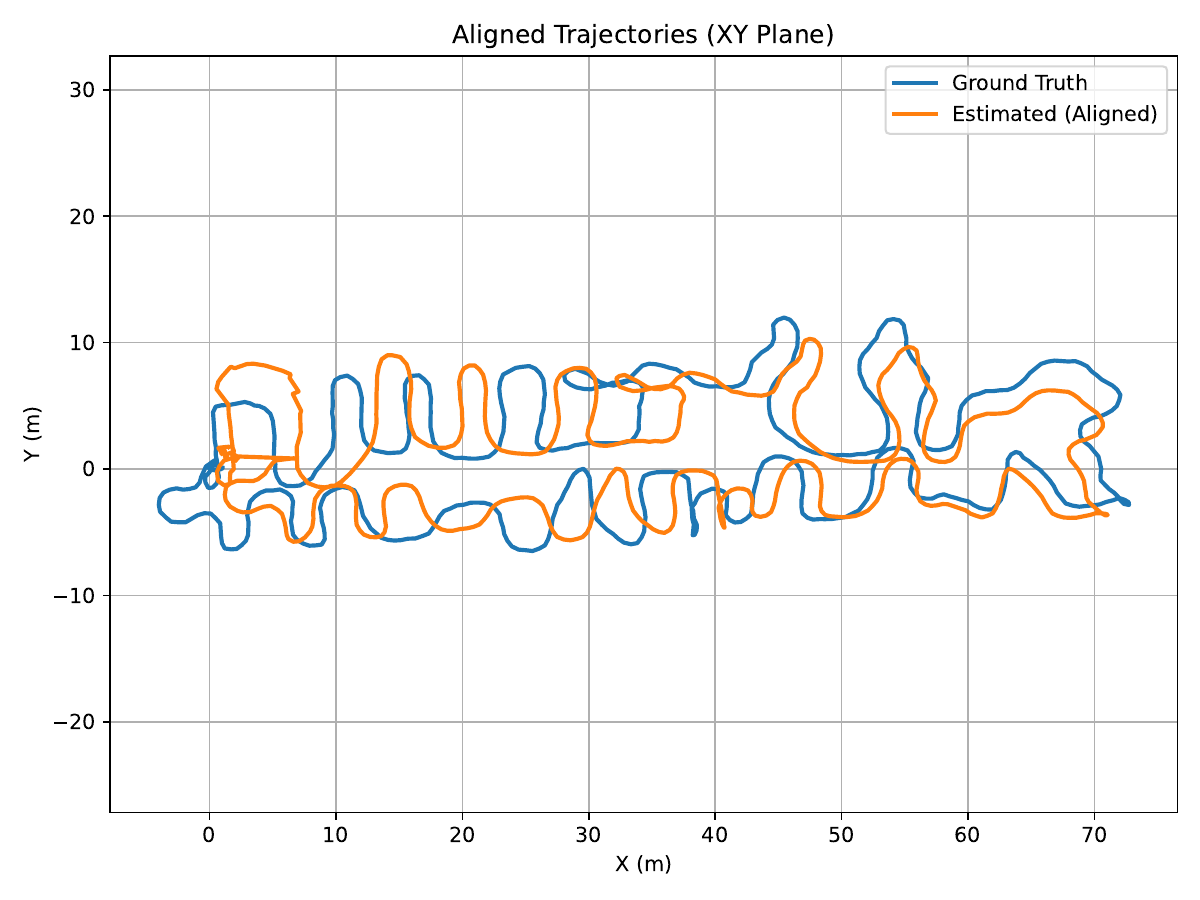 Aligned Trajectories (XY Plane)
Ground Truth
Estimated (Aligned)
30
20
10
0
−10
−20
Y (m)
0 10 20 30 40 50 60 70
X (m)